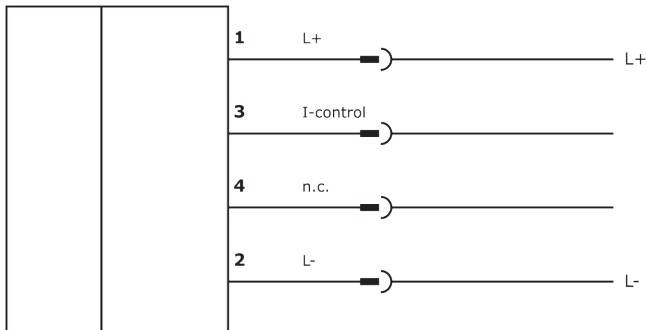 1 L+
L+
3 I-control
4 n.c.
2 L-
L-